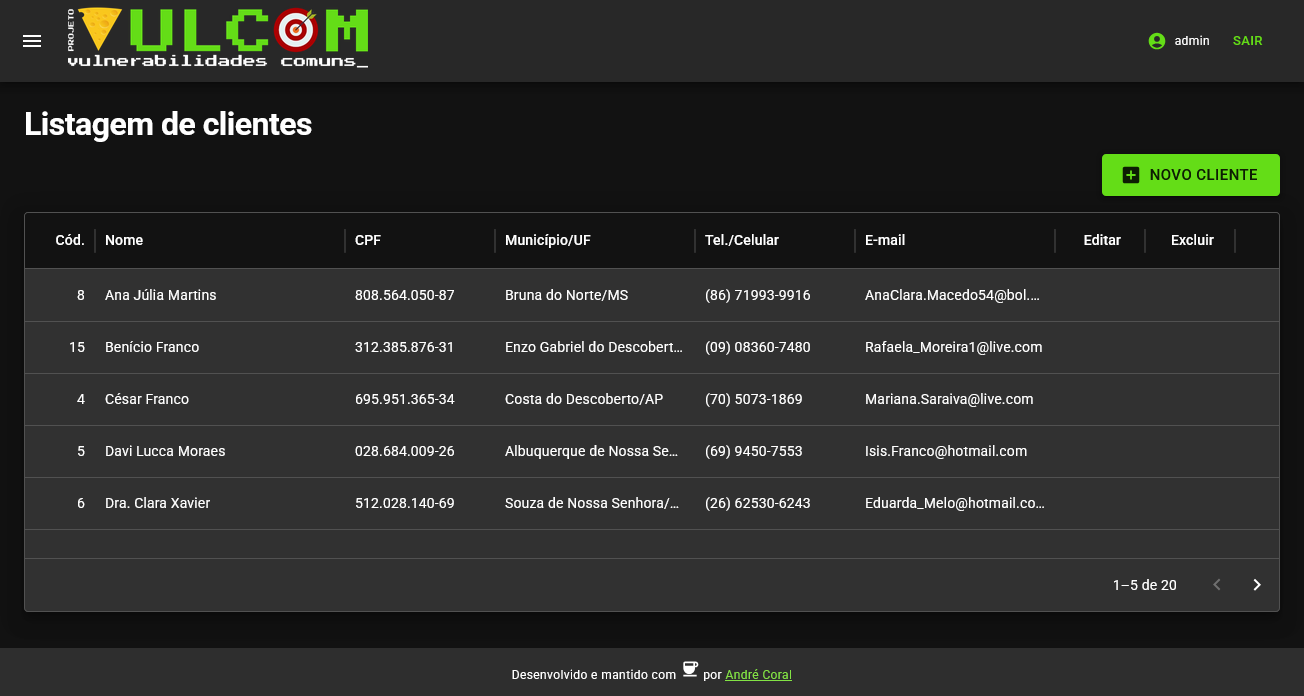 PROJETO VULCOM
vulnerabilidades comuns_
admin SAIR
Listagem de clientes
NOVO CLIENTE
Cód. Nome CPF Município/UF Tel./Celular E-mail Editar Excluir
8 Ana Júlia Martins 808.564.050-87 Bruna do Norte/MS (86) 71993-9916 AnaClara.Macedo54@bol.…
15 Benício Franco 312.385.876-31 Enzo Gabriel do Descobert… (09) 08360-7480 Rafaela_Moreira1@live.com
4 César Franco 695.951.365-34 Costa do Descoberto/AP (70) 5073-1869 Mariana.Saraiva@live.com
5 Davi Lucca Moraes 028.684.009-26 Albuquerque de Nossa Se… (69) 9450-7553 Isis.Franco@hotmail.com
6 Dra. Clara Xavier 512.028.140-69 Souza de Nossa Senhora/… (26) 62530-6243 Eduarda_Melo@hotmail.co…
1–5 de 20
Desenvolvido e mantido com por André Coral